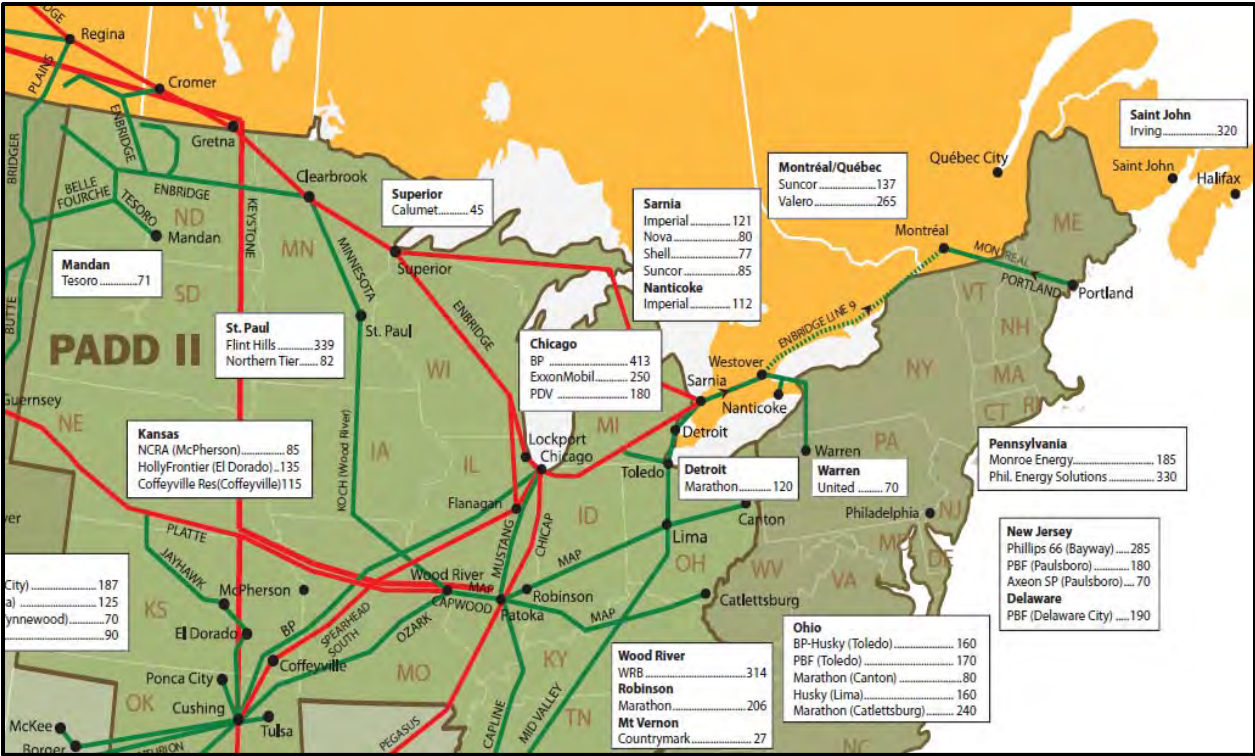 DGE
Regina
PLAINS
Cromer
ENBRIDGE
Gretna
BRIDGER
BELLE
FOURCHE
ENBRIDGE
Clearbrook
TESORO
ND
Mandan
KEYSTONE
MN
Superior
Calumet.........45
Superior
MINNESOTA
Mandan
Tesoro ............71
SD
BUTTE
PADD II
St. Paul
Flint Hills ..........339
Northern Tier...... 82
St. Paul
ENBRIDGE
WI
Guernsey
NE
Kansas
NCRA (McPherson) ............85
HollyFrontier (El Dorado)..135
Coffeyville Res(Coffeyville)115
IA
KOCH (Wood River)
IL
Chicago
BP .................... 413
ExxonMobil......... 250
PDV .................. 180
Sarnia
Imperial ............ 121
Nova...................80
Shell...................77
Suncor................85
Nanticoke
Imperial ............ 112
Montréal/Québec
Suncor ..............137
Valero...............265
Québec City
Saint John
Irving...................320
Saint John
Halifax
Montréal
MONTREAL
PORTLAND
Portland
ME
VT
NH
MA
CT
RI
NY
ENBRIDGE LINE 9
Westover
Sarnia
Nanticoke
MI
Detroit
Toledo
Detroit
Marathon.........120
Warren
Warren
United ........70
PA
Pennsylvania
Monroe Energy........................ 185
Phil. Energy Solutions ............... 330
Philadelphia
NJ
MD
DE
New Jersey
Phillips 66 (Bayway) .....285
PBF (Paulsboro) ............180
Axeon SP (Paulsboro).... 70
Delaware
PBF (Delaware City) ......190
Lockport
Chicago
Flanagan
ID
Canton
Lima
OH
WV
VA
PLATTE
JAYHAWK
McPherson
KS
El Dorado
City) ................. 187
a) .................... 125
ynnewood)..........70
90
Wood River
MAP
CAPWOOD
MUSTANG
CHICAP
MAP
Robinson
Patoka
MAP
Catlettsburg
BP
SPEARHEAD
SOUTH
OZARK
Coffeyville
MO
KY
Ponca City
OK
Cushing
Tulsa
McKee
Borger
PEGASUS
CAPLINE
MID VALLEY
TN
NC
Wood River
WRB.........................314
Robinson
Marathon.................. 206
Mt Vernon
Countrymark.............. 27
Ohio
BP-Husky (Toledo)............... 160
PBF (Toledo) ...................... 170
Marathon (Canton)................80
Husky (Lima) ..................... 160
Marathon (Catlettsburg)........ 240